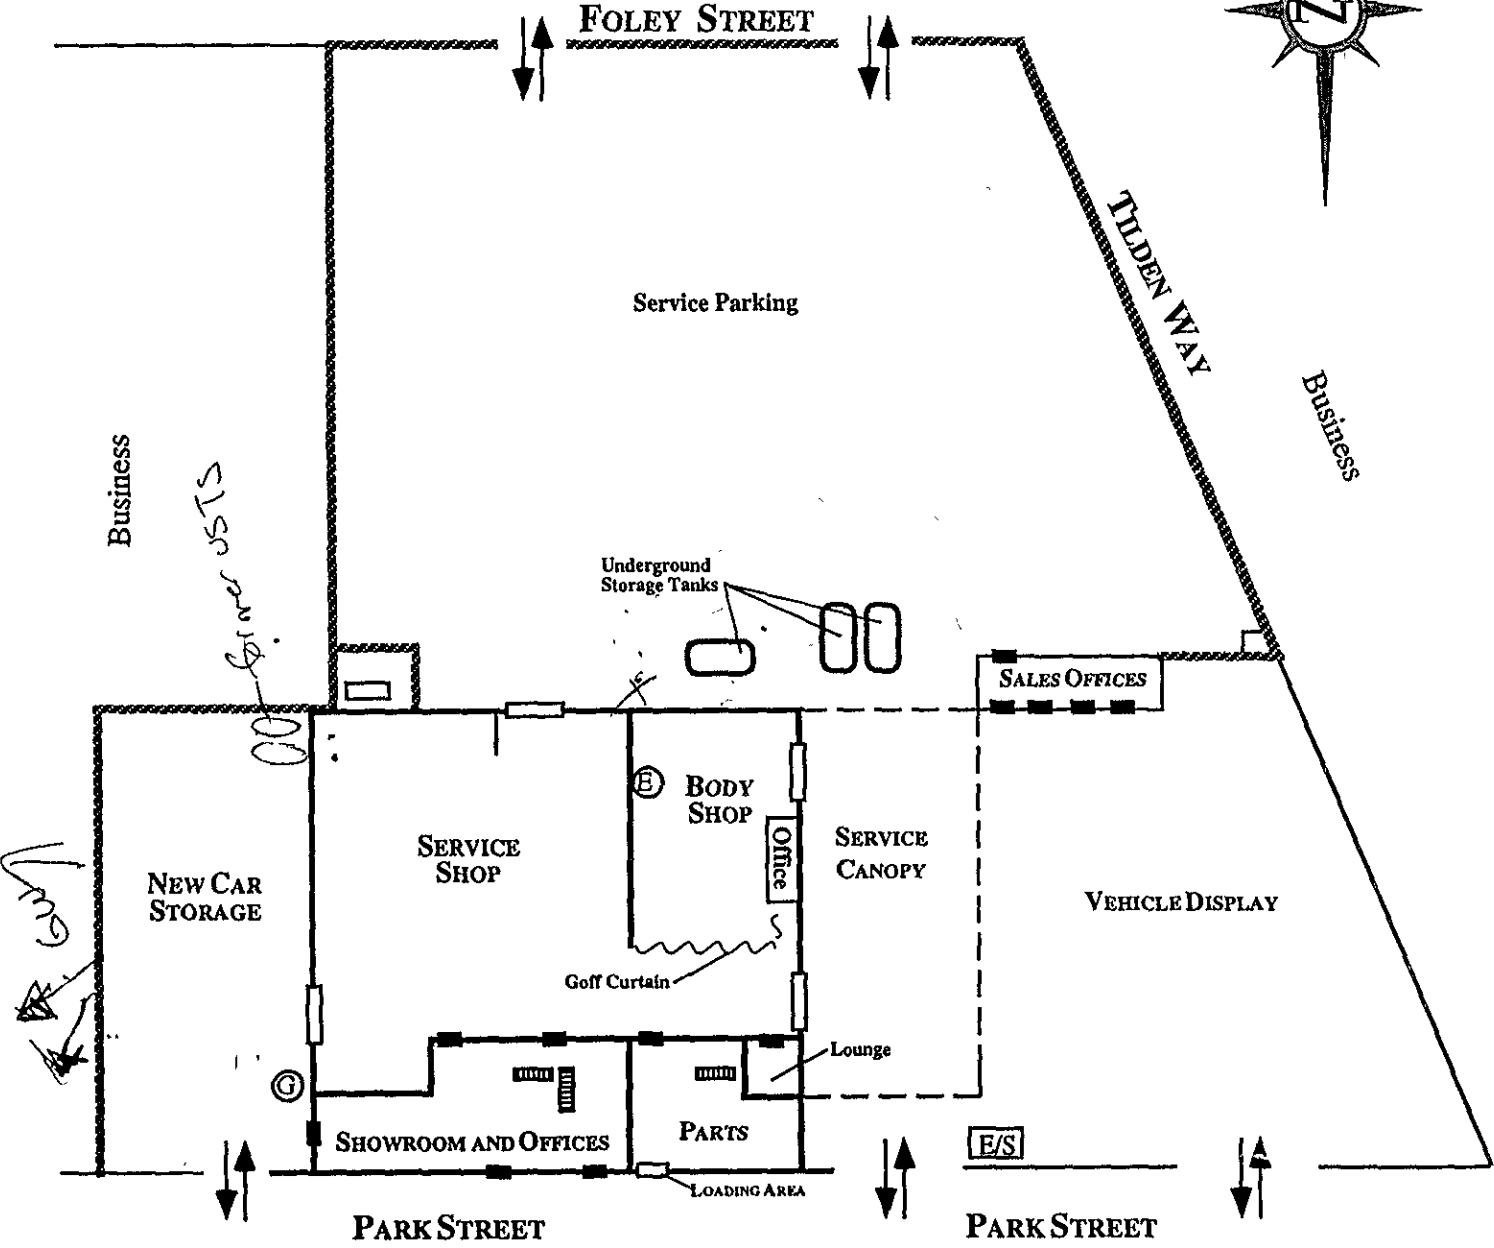 FOLEY STREET
N
TILDEN WAY
Service Parking
Business
Business
former USTS
Underground
Storage Tanks
SALES OFFICES
E
BODY
SHOP
Office
SERVICE
SHOP
SERVICE
CANOPY
NEW CAR
STORAGE
VEHICLE DISPLAY
GW
Goff Curtain
Lounge
G
SHOWROOM AND OFFICES
PARTS
E/S
LOADING AREA
PARK STREET
PARK STREET